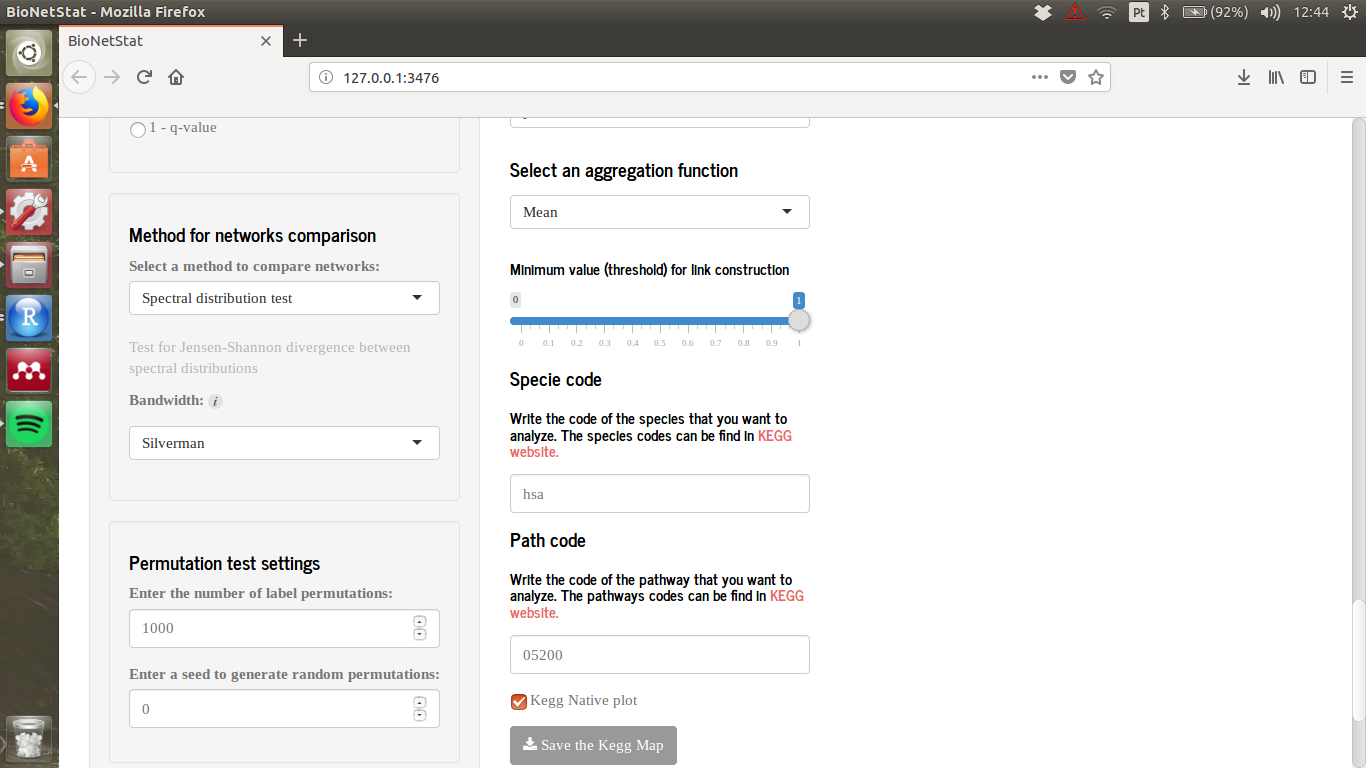 BioNetStat - Mozilla Firefox
Pt
(92%)
12:44
BioNetStat
127.0.0.1:3476
1 - q-value
Method for networks comparison
Select a method to compare networks:
Spectral distribution test
Test for Jensen-Shannon divergence between
spectral distributions
Bandwidth: i
Silverman
Permutation test settings
Enter the number of label permutations:
1000
Enter a seed to generate random permutations:
0
Select an aggregation function
Mean
Minimum value (threshold) for link construction
0 1
0 0.1 0.2 0.3 0.4 0.5 0.6 0.7 0.8 0.9 1
Specie code
Write the code of the species that you want to
analyze. The species codes can be find in KEGG
website.
hsa
Path code
Write the code of the pathway that you want to
analyze. The pathways codes can be find in KEGG
website.
05200
Kegg Native plot
Save the Kegg Map